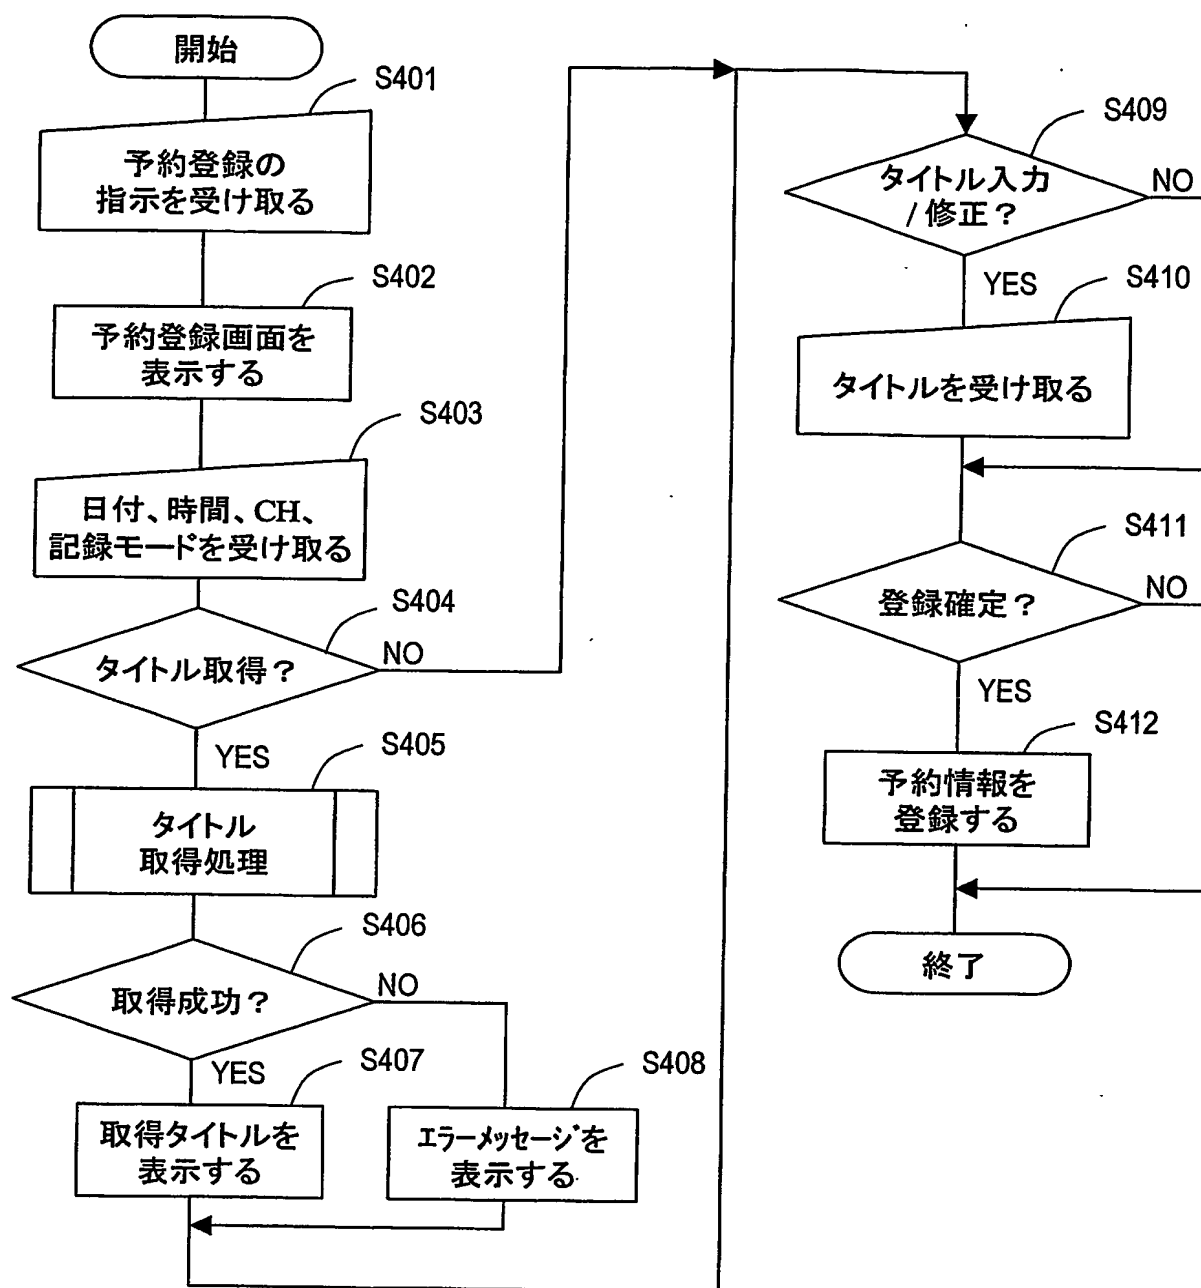 開始
S401
予約登録の
指示を受け取る
S402
予約登録画面を
表示する
S403
日付、時間、CH、
記録モードを受け取る
S404
タイトル取得？
NO
YES
S405
タイトル
取得処理
S406
取得成功？
NO
YES
S407
取得タイトルを
表示する
S408
エラーメッセージを
表示する
S409
タイトル入力
/修正？
NO
YES
S410
タイトルを受け取る
S411
登録確定？
NO
YES
S412
予約情報を
登録する
終了